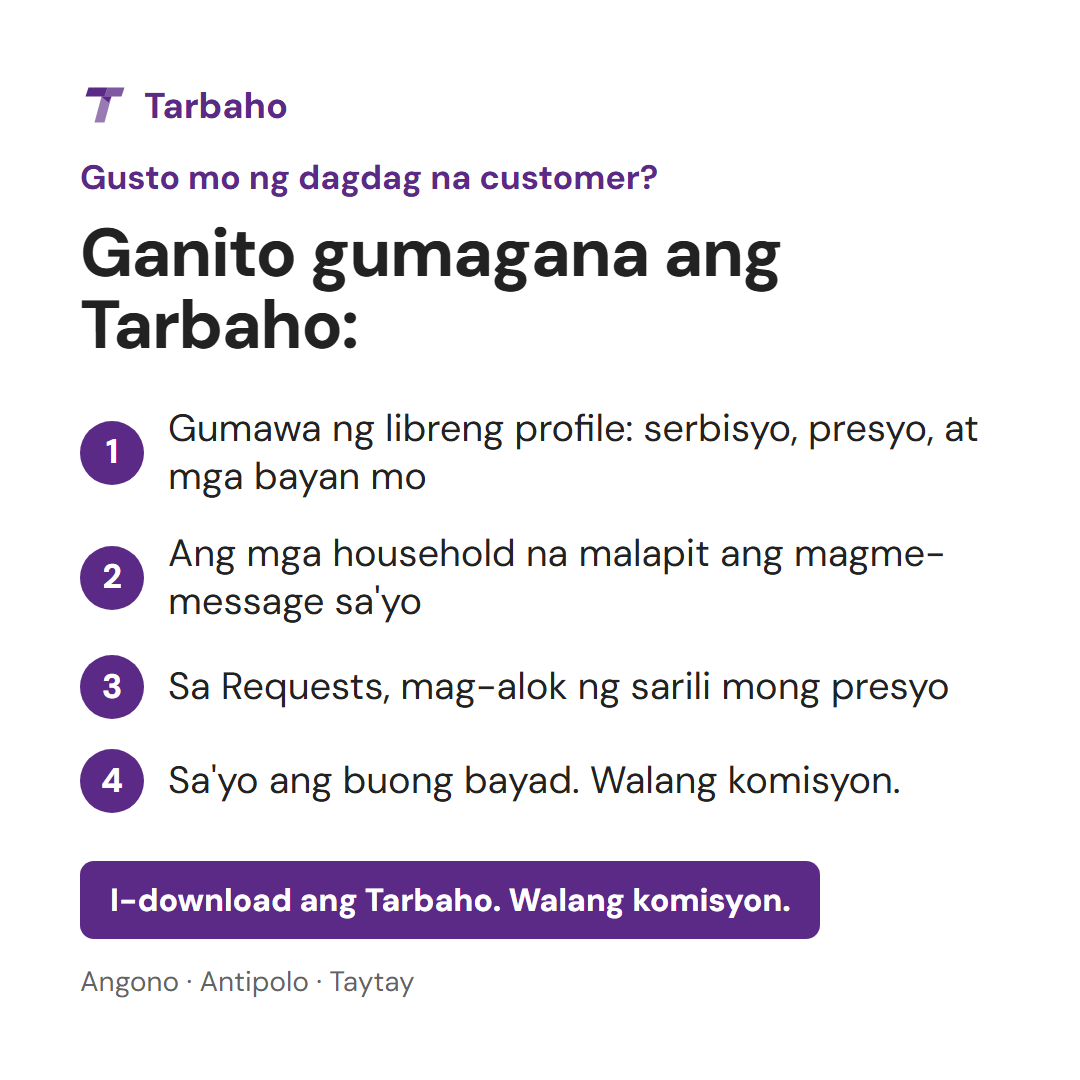 Tarbaho
Gusto mo ng dagdag na customer?
Ganito gumagana ang
Tarbaho:
1
Gumawa ng libreng profile: serbisyo, presyo, at
mga bayan mo
2
Ang mga household na malapit ang magme-
message sa'yo
3
Sa Requests, mag-alok ng sarili mong presyo
4
Sa'yo ang buong bayad. Walang komisyon.
I-download ang Tarbaho. Walang komisyon.
Angono · Antipolo · Taytay